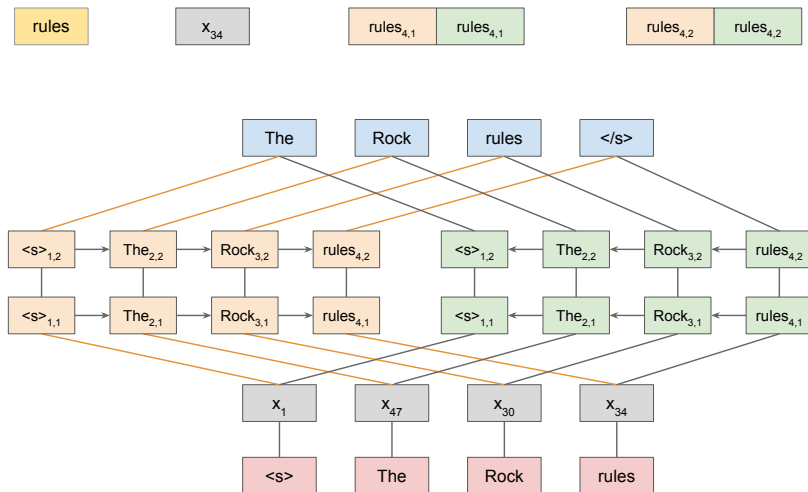 rules x₃₄ rules₄,₁ rules₄,₁ rules₄,₂ rules₄,₂
The Rock rules </s>
<s>₁,₂ The₂,₂ Rock₃,₂ rules₄,₂ <s>₁,₂ The₂,₂ Rock₃,₂ rules₄,₂
<s>₁,₁ The₂,₁ Rock₃,₁ rules₄,₁ <s>₁,₁ The₂,₁ Rock₃,₁ rules₄,₁
x₁ x₄₇ x₃₀ x₃₄
<s> The Rock rules